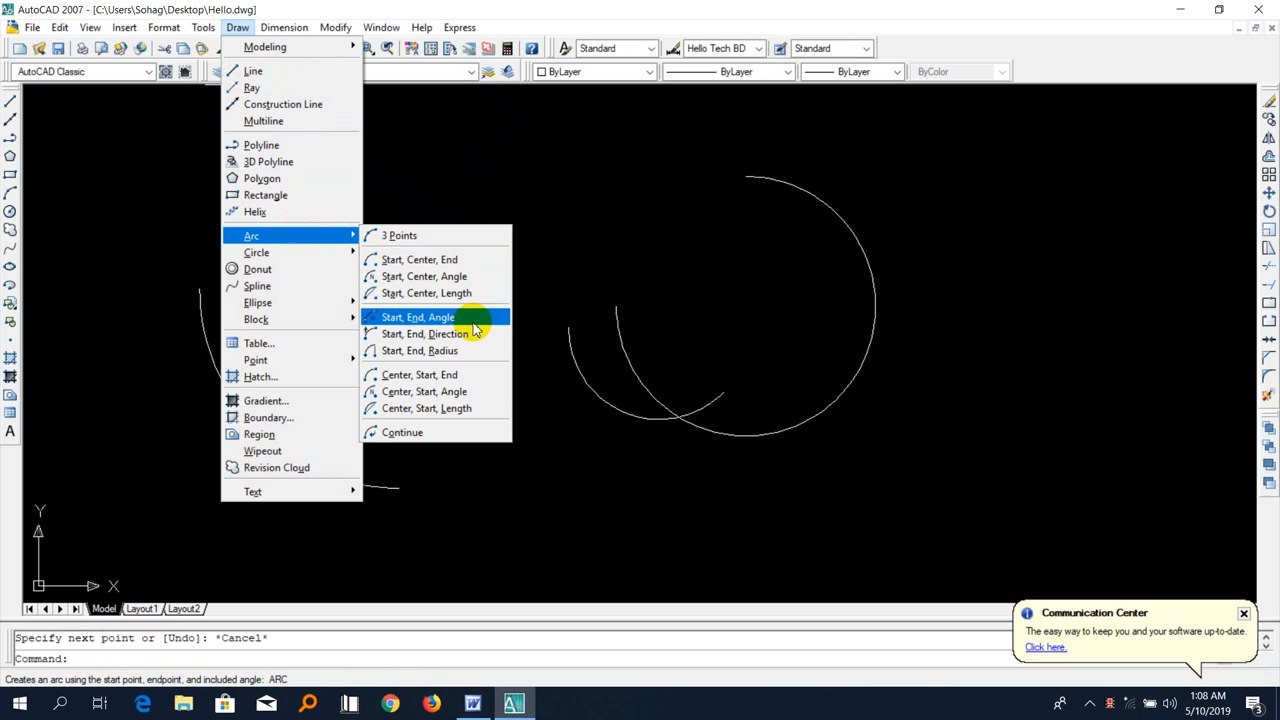 AutoCAD 2007 - [C:\Users\Sohag\Desktop\Hello.dwg]
File Edit View Insert Format Tools Draw Dimension Modify Window Help Express
Standard Hello Tech BD Standard
AutoCAD Classic ByLayer ByLayer ByLayer ByColor
Modeling
Line
Ray
Construction Line
Multiline
Polyline
3D Polyline
Polygon
Rectangle
Helix
Arc
Circle
Donut
Spline
Ellipse
Block
Table...
Point
Hatch...
Gradient...
Boundary...
Region
Wipeout
Revision Cloud
Text
3 Points
Start, Center, End
Start, Center, Angle
Start, Center, Length
Start, End, Angle
Start, End, Direction
Start, End, Radius
Center, Start, End
Center, Start, Angle
Center, Start, Length
Continue
A
Y
X
Model Layout1 Layout2
Communication Center
The easy way to keep you and your software up-to-date.
Click here.
Specify next point or [Undo]: *Cancel*
Command:
Creates an arc using the start point, endpoint, and included angle: ARC
1:08 AM
5/10/2019
3